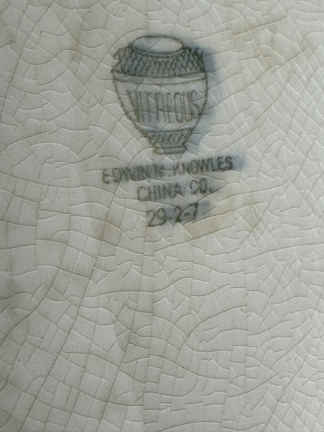 VITREOUS
EDWIN M. KNOWLES
CHINA CO.
29-2-7